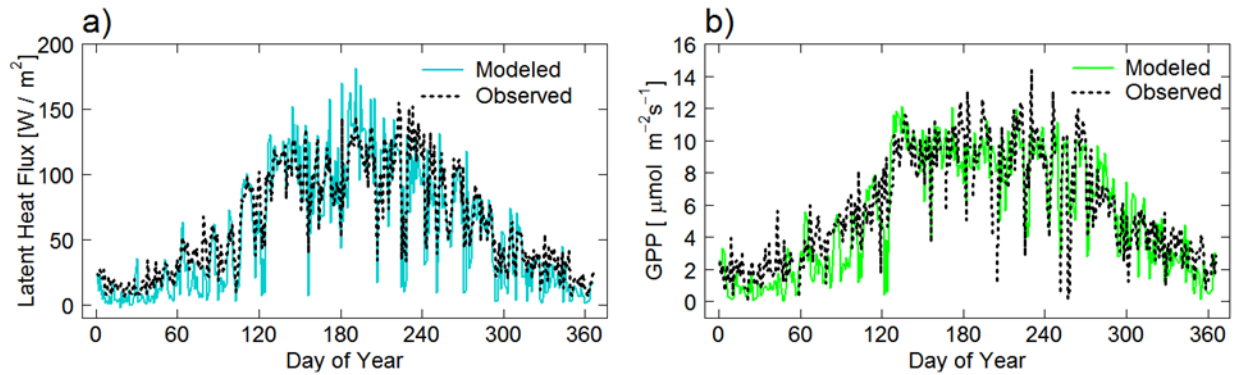 a)
Latent Heat Flux [W / m²]
200
150
100
50
0
Modeled
Observed
0 60 120 180 240 300 360
Day of Year
b)
GPP [ μmol m⁻²s⁻¹]
16
14
12
10
8
6
4
2
0
Modeled
Observed
0 60 120 180 240 300 360
Day of Year